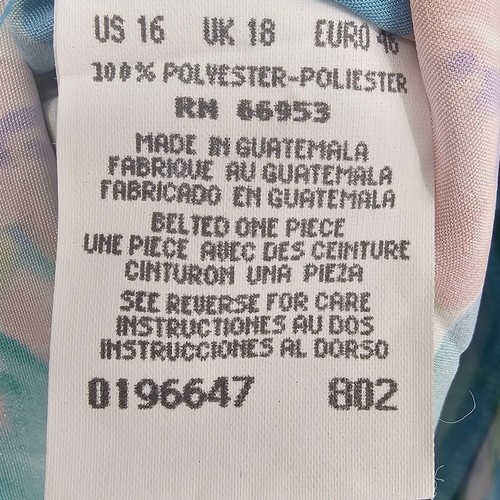 US 16 UK 18 EURO 46
100% POLYESTER-POLIESTER
RN 66953
MADE IN GUATEMALA
FABRIQUE AU GUATEMALA
FABRICADO EN GUATEMALA
BELTED ONE PIECE
UNE PIECE AVEC DES CEINTURE
CINTURON UNA PIEZA
SEE REVERSE FOR CARE
INSTRUCTIONES AU DOS
INSTRUCCIONES AL DORSO
0196647 802